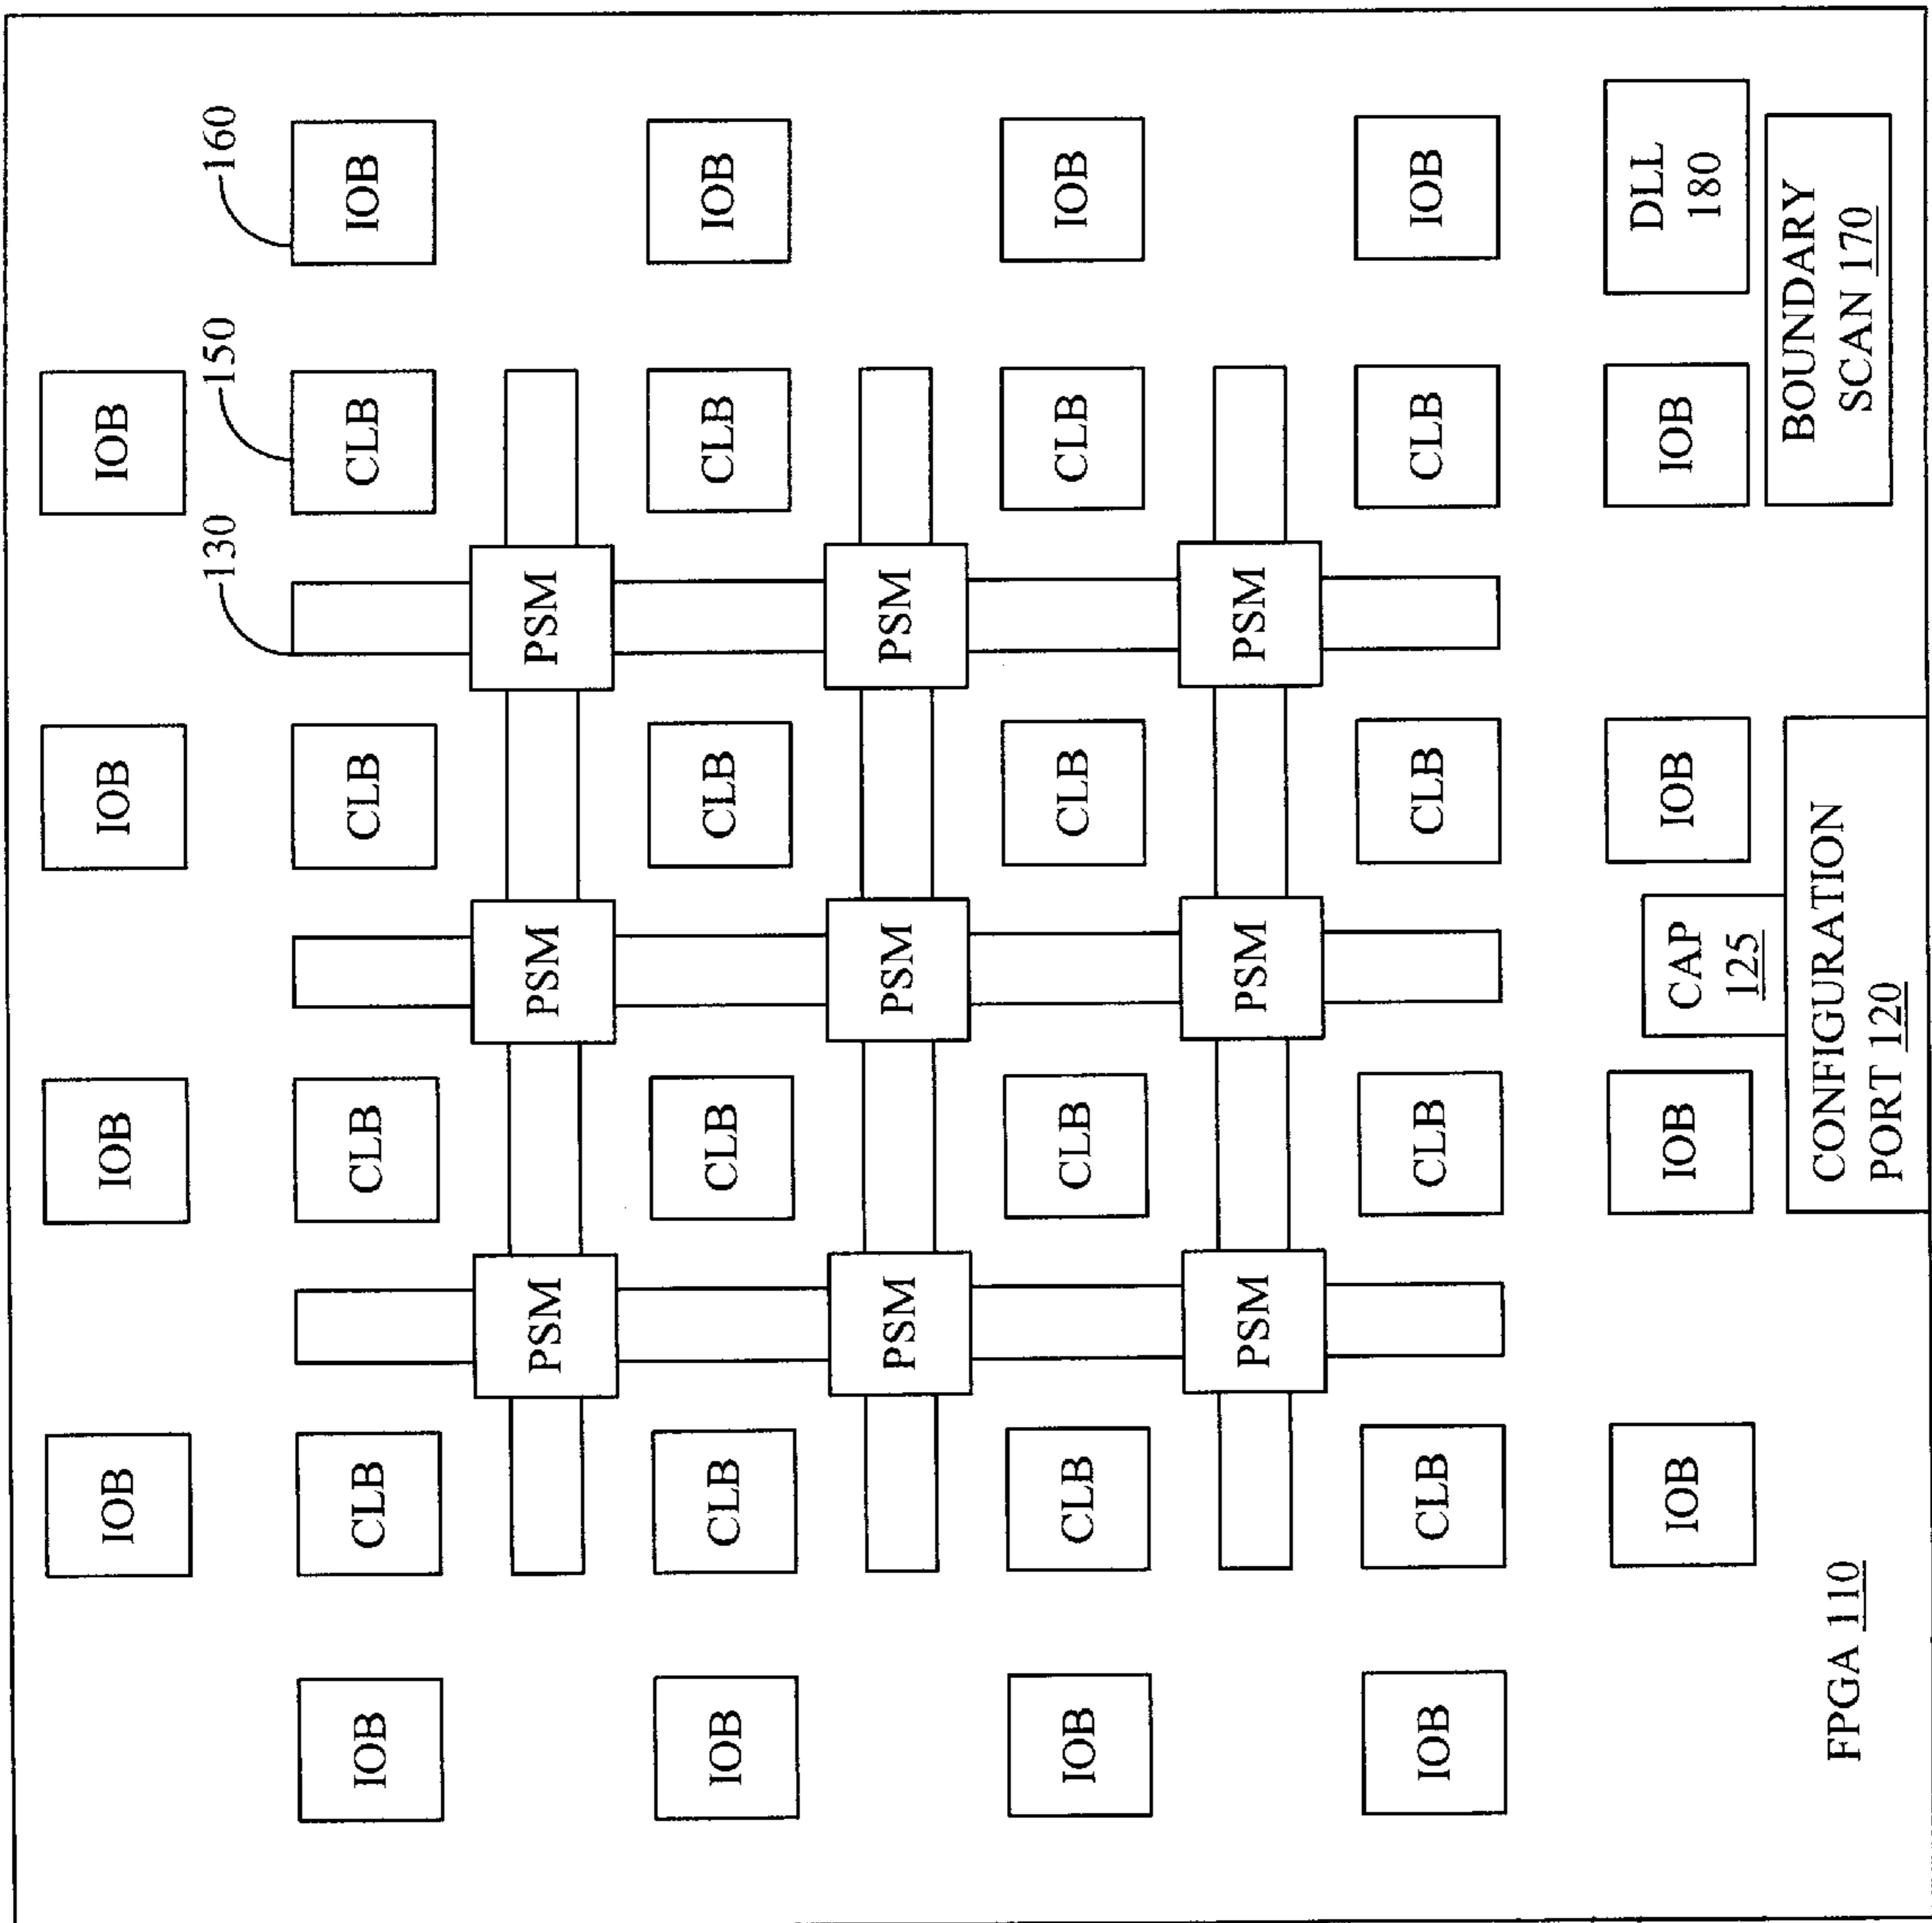 IOB IOB IOB IOB
130 150 160
IOB CLB CLB CLB CLB IOB
PSM PSM PSM
IOB CLB CLB CLB CLB IOB
PSM PSM PSM
IOB CLB CLB CLB CLB IOB
PSM PSM PSM
IOB CLB CLB CLB CLB IOB
IOB IOB IOB IOB
CAP
125
DLL
180
FPGA 110
CONFIGURATION
PORT 120
BOUNDARY
SCAN 170